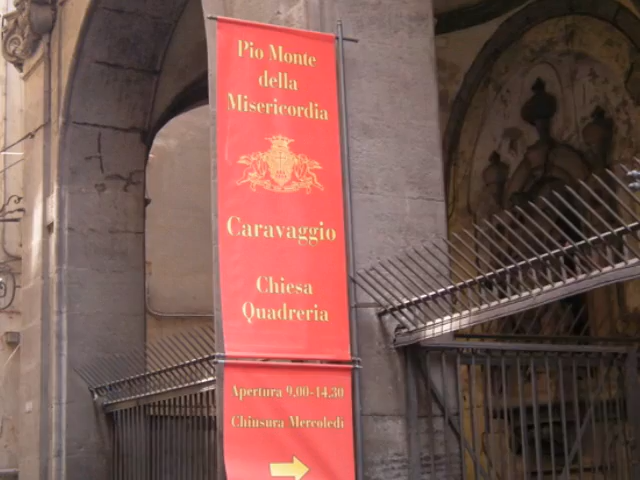 Pio Monte
della
Misericordia
Caravaggio
Chiesa
Quadreria
Apertura 9,00-14,30
Chiusura Mercoledì